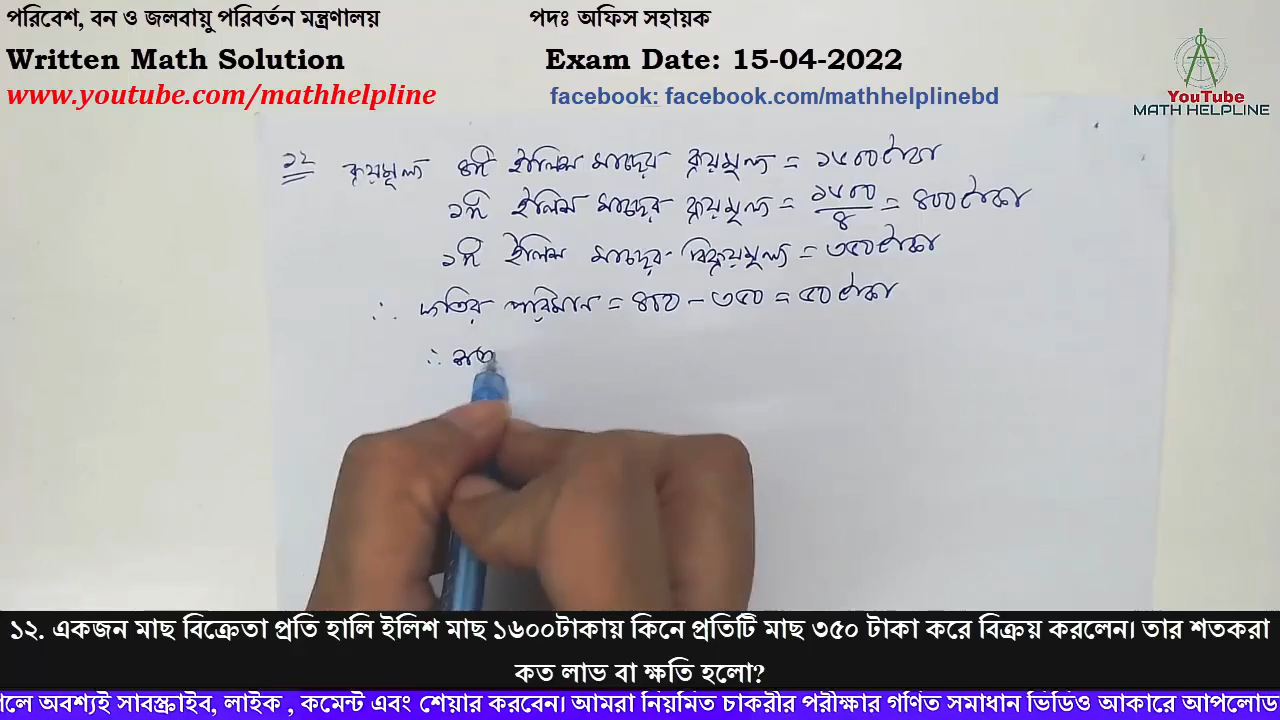 পরিবেশ, বন ও জলবায়ু পরিবর্তন মন্ত্রণালয়
পদঃ অফিস সহায়ক
Written Math Solution
Exam Date: 15-04-2022
www.youtube.com/mathhelpline
facebook: facebook.com/mathhelplinebd
YouTube
MATH HELPLINE
১২ ক্রয়মূল্য ৪টি ইলিস মাছের ক্রয়মূল্য = ১৬০০টাকা
১টি ইলিস মাছের ক্রয়মূল্য = ১৬০০/৪ = ৪০০টাকা
১টি ইলিস মাছের বিক্রয়মূল্য = ৩৫০টাকা
∴ ক্ষতির পরিমান = ৪০০ - ৩৫০ = ৫০টাকা
∴ শত
১২. একজন মাছ বিক্রেতা প্রতি হালি ইলিশ মাছ ১৬০০টাকায় কিনে প্রতিটি মাছ ৩৫০ টাকা করে বিক্রয় করলেন। তার শতকরা
কত লাভ বা ক্ষতি হলো?
লে অবশ্যই সাবস্ক্রাইব, লাইক , কমেন্ট এবং শেয়ার করবেন। আমরা নিয়মিত চাকরীর পরীক্ষার গণিত সমাধান ভিডিও আকারে আপলোড